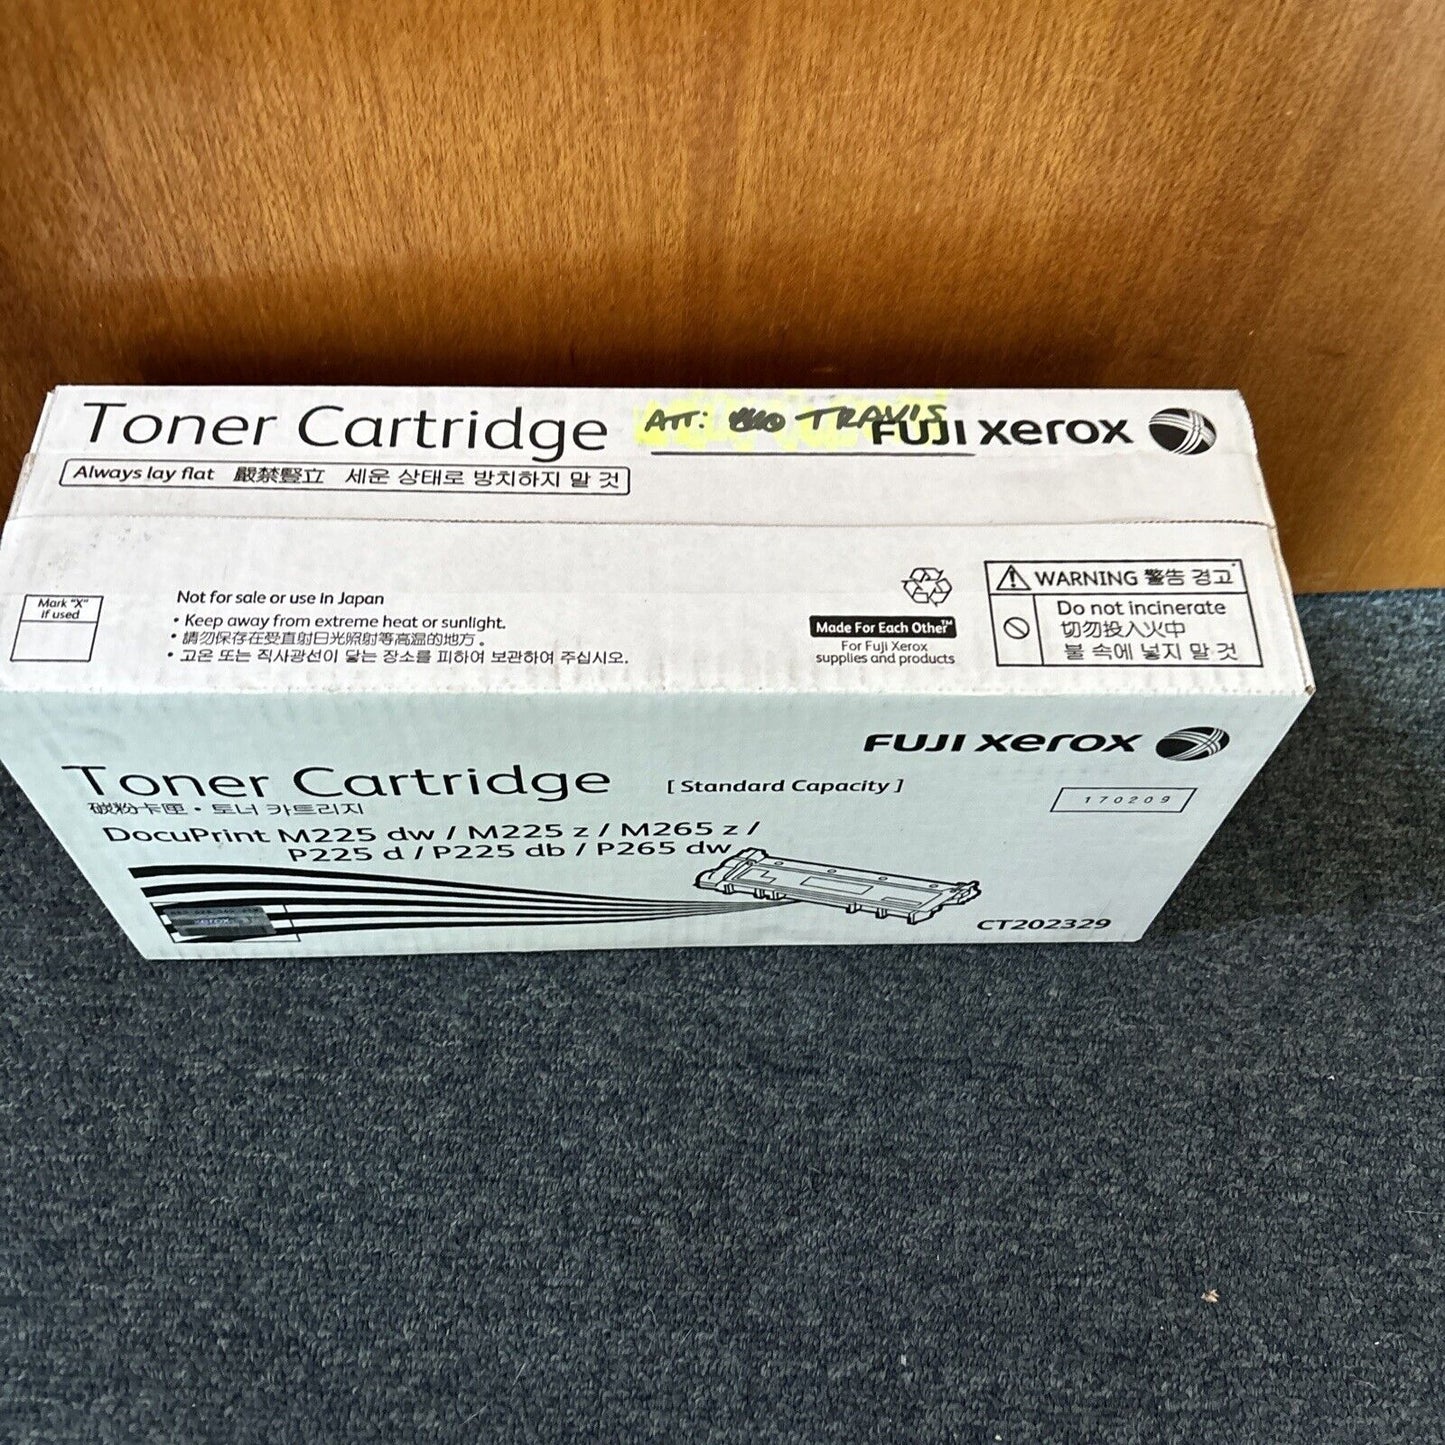 Toner Cartridge ATT: TRAVIS FUJI xerox
Always lay flat 嚴禁豎立 세운 상태로 방치하지 말 것
Mark "X"
if used
Not for sale or use in Japan
• Keep away from extreme heat or sunlight.
• 請勿保存在受直射日光照射等高温的地方。
• 고온 또는 직사광선이 닿는 장소를 피하여 보관하여 주십시오.
Made For Each Other™
For Fuji Xerox
supplies and products
WARNING 警告 경고
Do not incinerate
切勿投入火中
불 속에 넣지 말 것
FUJI xerox
Toner Cartridge [ Standard Capacity ]
碳粉卡匣 • 토너 카트리지
170209
DocuPrint M225 dw / M225 z / M265 z /
P225 d / P225 db / P265 dw
xerox
CT202329